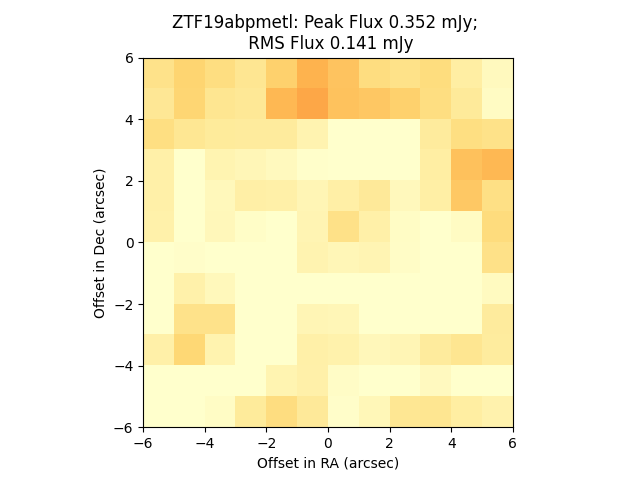 ZTF19abpmetl: Peak Flux 0.352 mJy;
RMS Flux 0.141 mJy
6
4
2
0
−2
−4
−6
Offset in Dec (arcsec)
−6 −4 −2 0 2 4 6
Offset in RA (arcsec)